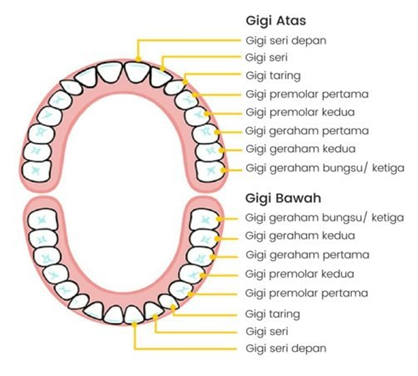 Gigi Atas
Gigi seri depan
Gigi seri
Gigi taring
Gigi premolar pertama
Gigi premolar kedua
Gigi geraham pertama
Gigi geraham kedua
Gigi geraham bungsu/ ketiga
Gigi Bawah
Gigi geraham bungsu/ ketiga
Gigi geraham kedua
Gigi geraham pertama
Gigi premolar kedua
Gigi premolar pertama
Gigi taring
Gigi seri
Gigi seri depan